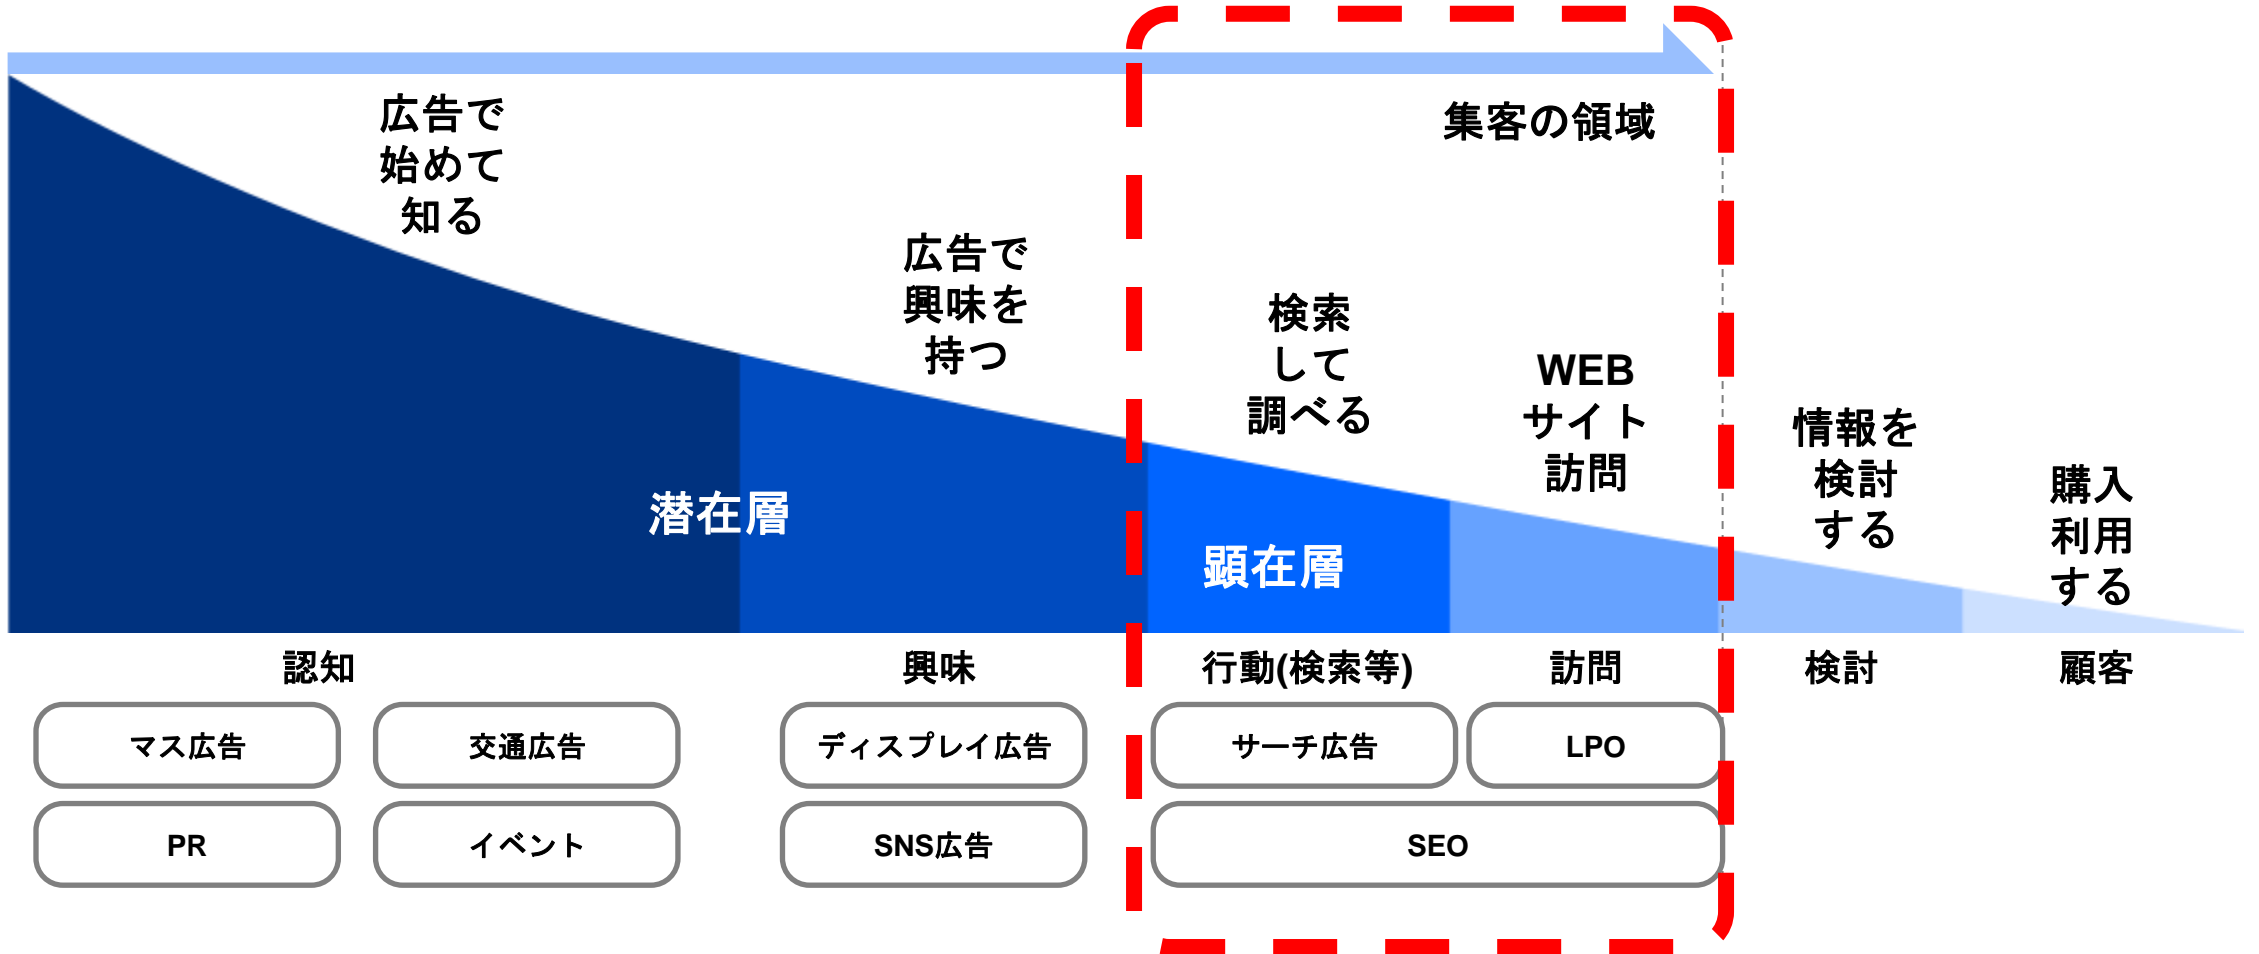 集客の領域
広告で
始めて
知る
広告で
興味を
持つ
検索
して
調べる
WEB
サイト
訪問
情報を
検討
する
購入
利用
する
潜在層
顕在層
認知
興味
行動(検索等)
訪問
検討
顧客
マス広告
交通広告
ディスプレイ広告
サーチ広告
LPO
PR
イベント
SNS広告
SEO